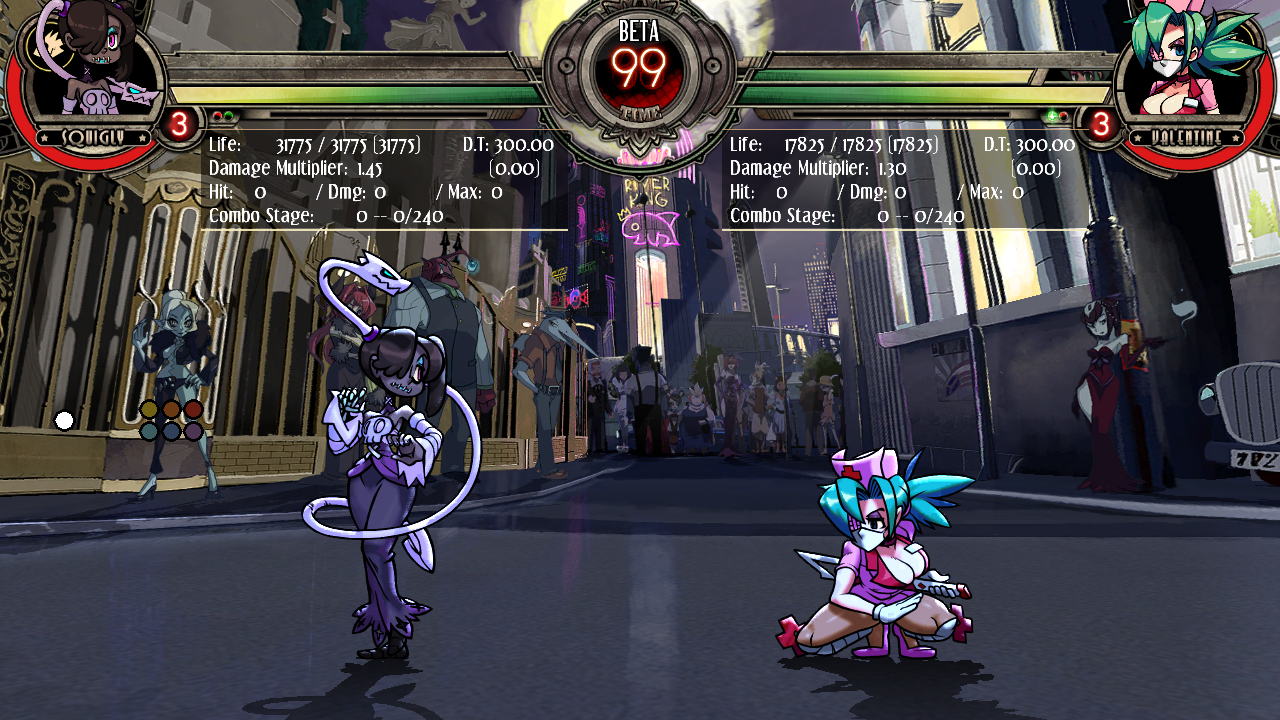 BETA
99
TIME
SQUIGLY
3
3
VALENTINE
Life: 31775 / 31775 [31775] D.T: 300.00
Damage Multiplier: 1.45 [0.00]
Hit: 0 / Dmg: 0 / Max: 0
Combo Stage: 0 -- 0/240
Life: 17825 / 17825 [17825] D.T: 300.00
Damage Multiplier: 1.30 [0.00]
Hit: 0 / Dmg: 0 / Max: 0
Combo Stage: 0 -- 0/240
RIVER
KING